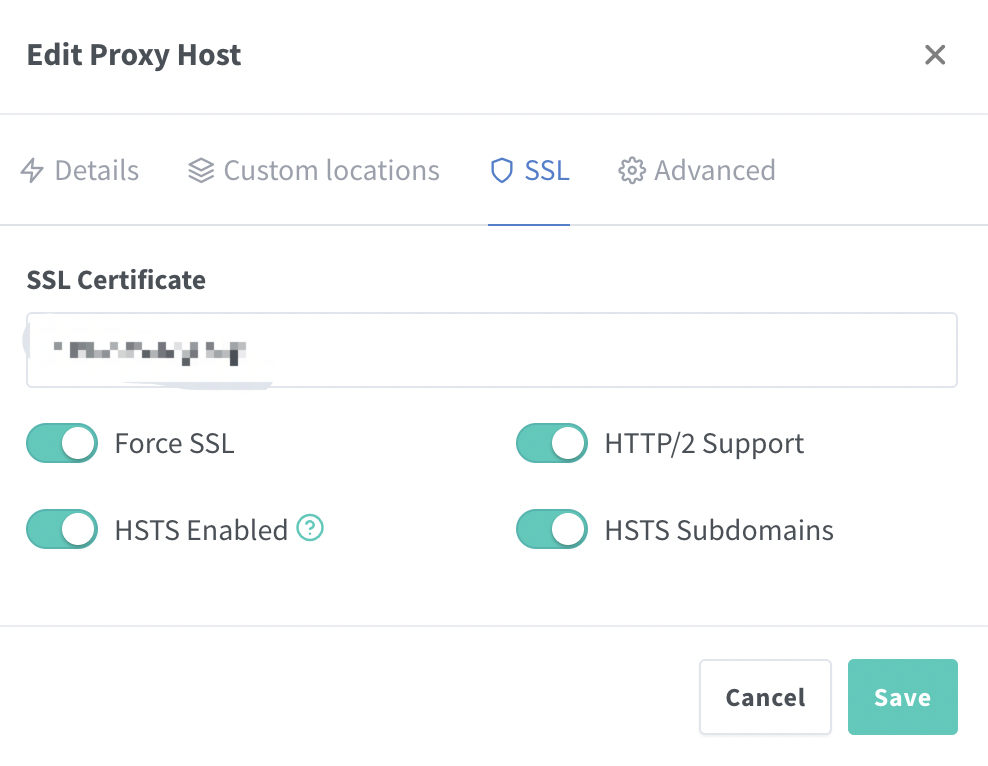 Edit Proxy Host
Details Custom locations SSL Advanced
SSL Certificate
Force SSL HTTP/2 Support
HSTS Enabled HSTS Subdomains
Cancel Save